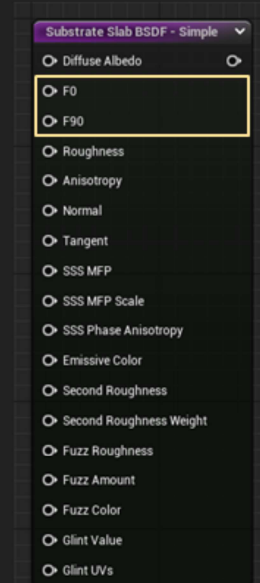 Substrate Slab BSDF - Simple
Diffuse Albedo
F0
F90
Roughness
Anisotropy
Normal
Tangent
SSS MFP
SSS MFP Scale
SSS Phase Anisotropy
Emissive Color
Second Roughness
Second Roughness Weight
Fuzz Roughness
Fuzz Amount
Fuzz Color
Glint Value
Glint UVs